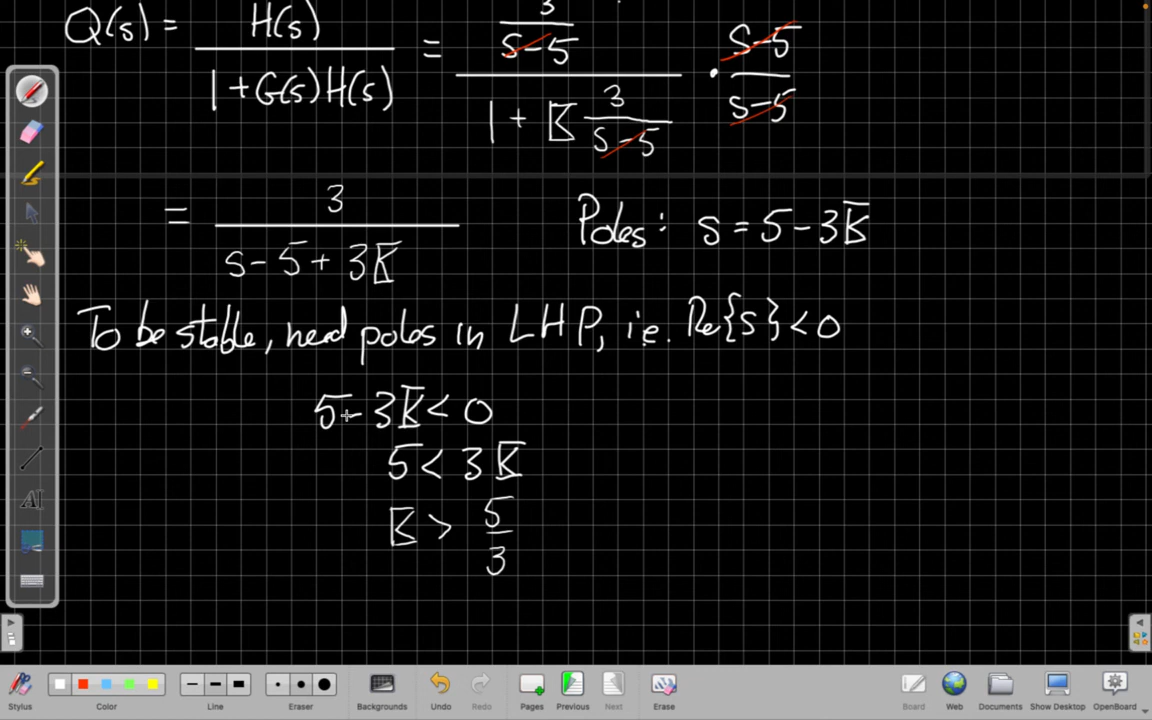 Q(s) = H(s) / (1 + G(s)H(s)) = (3 / (s-5)) / (1 + K 3/(s-5)) · (s-5)/(s-5)
= 3 / (s-5+3K)
Poles: s = 5-3K
To be stable, need poles in LHP, i.e. Re{s} < 0
5-3K < 0
5 < 3K
K > 5/3
Stylus
Color
Line
Eraser
Backgrounds
Undo
Redo
Pages
Previous
Next
Erase
Board
Web
Documents
Show Desktop
OpenBoard